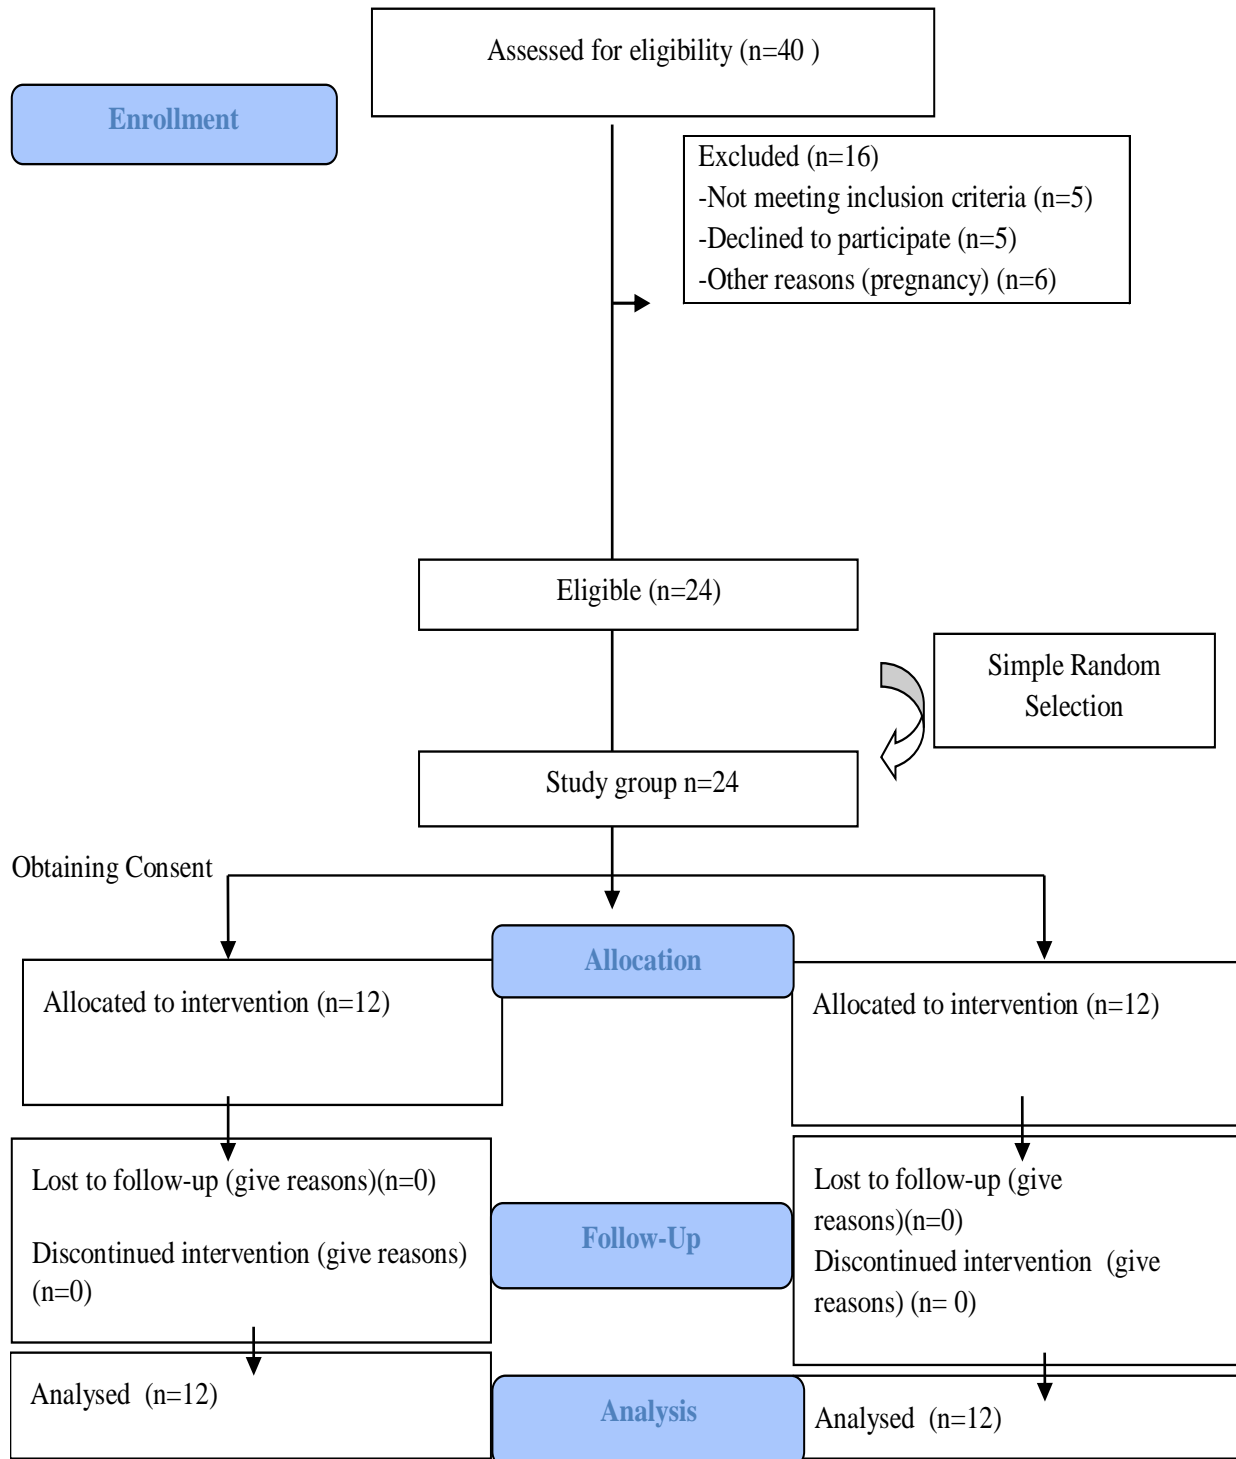 Assessed for eligibility (n=40 )
Enrollment
Excluded (n=16)
-Not meeting inclusion criteria (n=5)
-Declined to participate (n=5)
-Other reasons (pregnancy) (n=6)
Eligible (n=24)
Simple Random
Selection
Study group n=24
Obtaining Consent
Allocation
Allocated to intervention (n=12)
Allocated to intervention (n=12)
Lost to follow-up (give reasons)(n=0)
Discontinued intervention (give reasons)
(n=0)
Follow-Up
Lost to follow-up (give
reasons)(n=0)
Discontinued intervention  (give
reasons) (n= 0)
Analysed  (n=12)
Analysis
Analysed  (n=12)